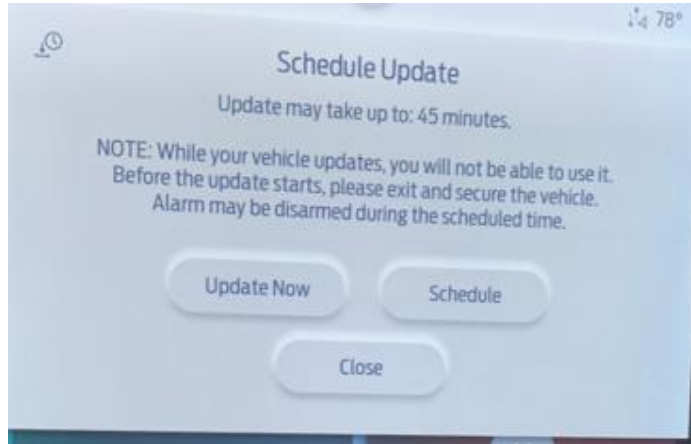 78°
Schedule Update
Update may take up to: 45 minutes.
NOTE: While your vehicle updates, you will not be able to use it.
Before the update starts, please exit and secure the vehicle.
Alarm may be disarmed during the scheduled time.
Update Now
Schedule
Close